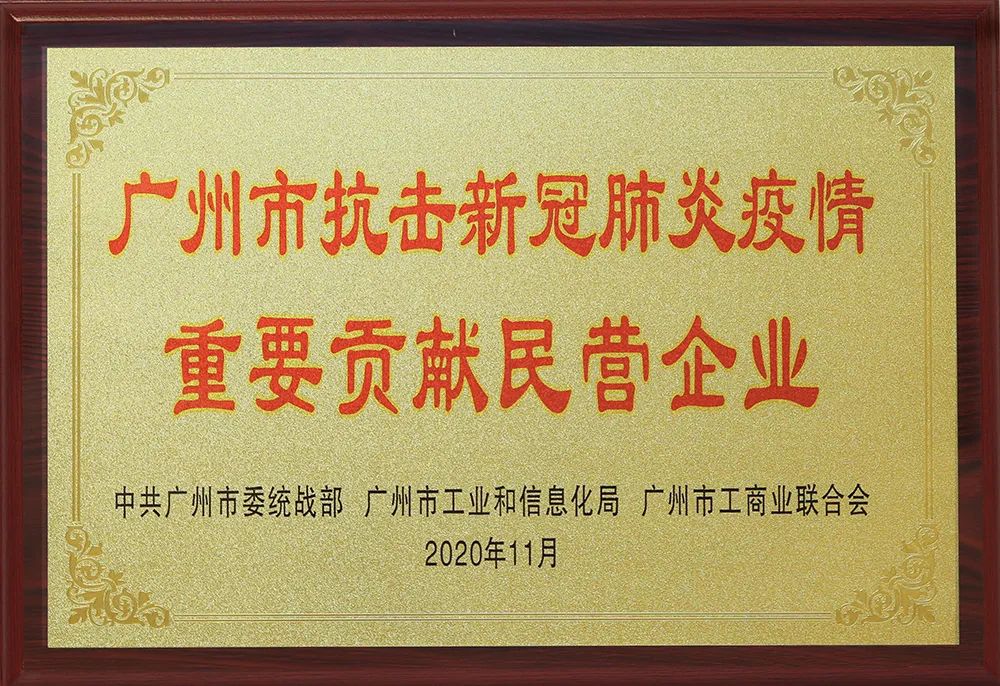 广州市抗击新冠肺炎疫情
重要贡献民营企业
中共广州市委统战部 广州市工业和信息化局 广州市工商业联合会
2020年11月